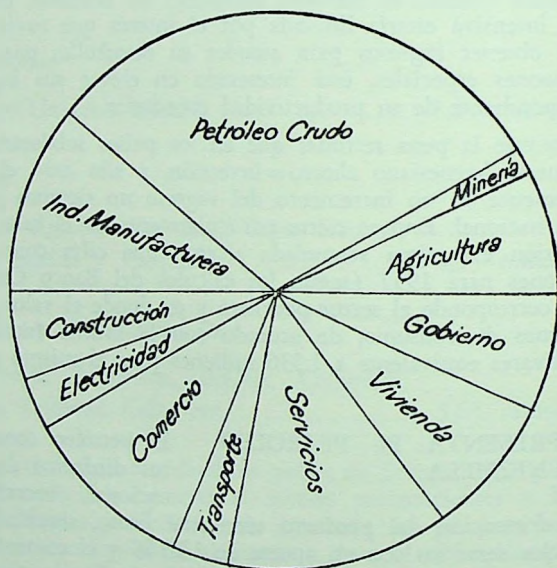 Petróleo Crudo
Minería
Ind. Manufacturera
Agricultura
Construcción
Gobierno
Electricidad
Vivienda
Comercio
Servicios
Transporte